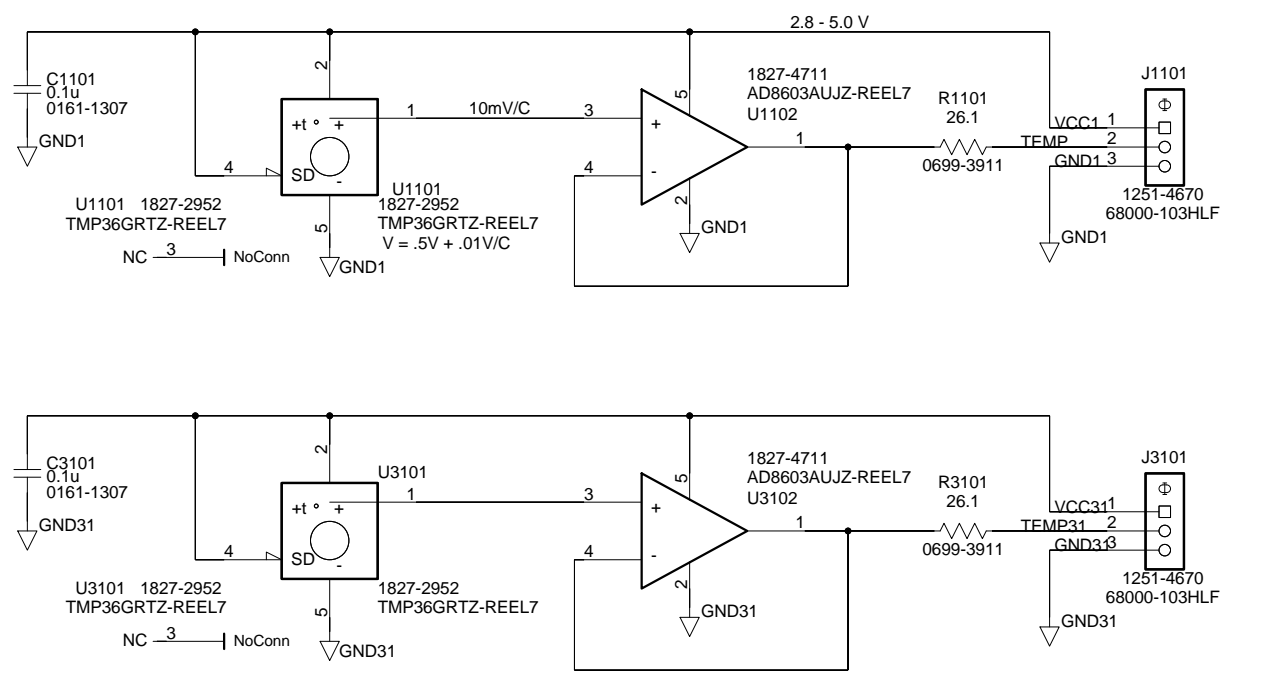 2.8 - 5.0 V
C1101
0.1u
0161-1307
GND1
2
+t ° +
SD
-
4
1
10mV/C
3
4
U1101 1827-2952
TMP36GRTZ-REEL7
NC 3 NoConn
5
GND1
U1101
1827-2952
TMP36GRTZ-REEL7
V = .5V + .01V/C
+
-
5
2
GND1
1827-4711
AD8603AUJZ-REEL7
U1102
1
R1101
26.1
0699-3911
J1101
Φ
VCC1 1
TEMP 2
GND1 3
1251-4670
68000-103HLF
GND1
C3101
0.1u
0161-1307
GND31
2
U3101
+t ° +
SD
-
4
1
3
4
U3101 1827-2952
TMP36GRTZ-REEL7
NC 3 NoConn
5
GND31
1827-2952
TMP36GRTZ-REEL7
+
-
5
2
GND31
1827-4711
AD8603AUJZ-REEL7
U3102
1
R3101
26.1
0699-3911
J3101
Φ
VCC31 1
TEMP31 2
GND31 3
1251-4670
68000-103HLF
GND31